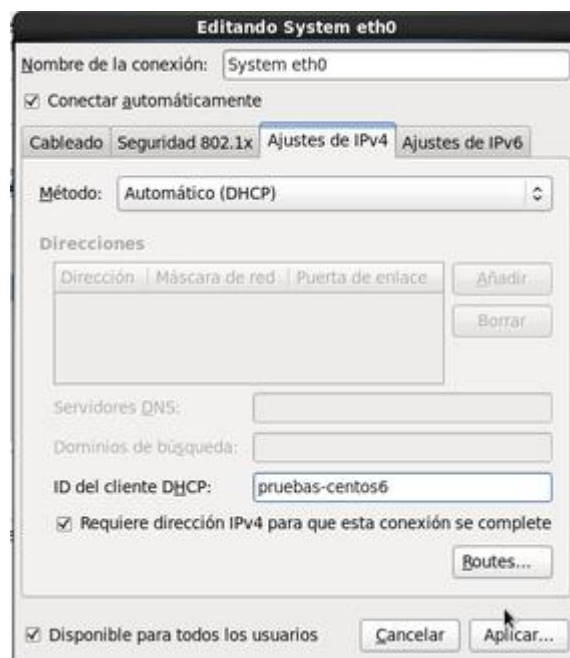 Editando System eth0
Nombre de la conexión: System eth0
Conectar automáticamente
Cableado Seguridad 802.1x Ajustes de IPv4 Ajustes de IPv6
Método: Automático (DHCP)
Direcciones
Dirección Máscara de red Puerta de enlace Añadir
Borrar
Servidores DNS:
Dominios de búsqueda:
ID del cliente DHCP: pruebas-centos6
Requiere dirección IPv4 para que esta conexión se complete
Routes...
Disponible para todos los usuarios Cancelar Aplicar...